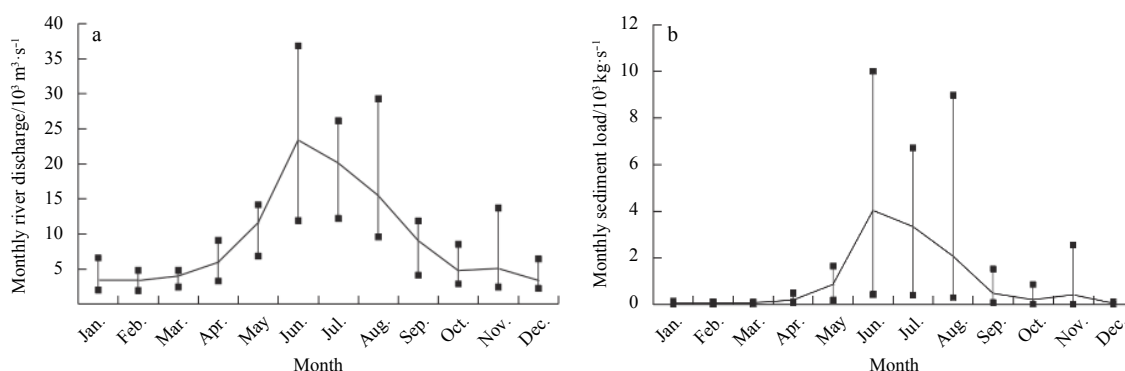 a
Monthly river discharge/10³ m³·s⁻¹
40
35
30
25
20
15
10
5
Jan. Feb. Mar. Apr. May Jun. Jul. Aug. Sep. Oct. Nov. Dec.
Month
b
Monthly sediment load/10³ kg·s⁻¹
12
10
8
6
4
2
0
Jan. Feb. Mar. Apr. May Jun. Jul. Aug. Sep. Oct. Nov. Dec.
Month